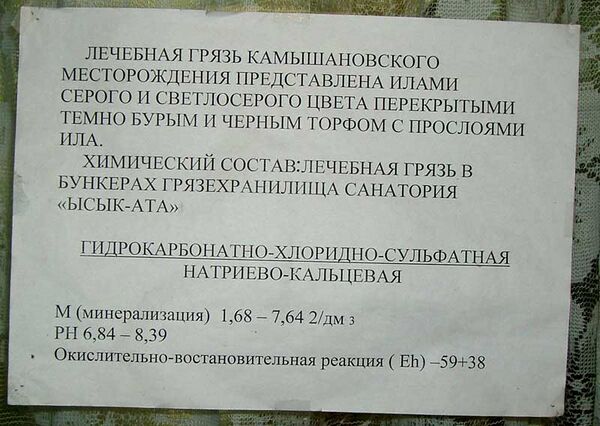 ЛЕЧЕБНАЯ ГРЯЗЬ КАМЫШАНОВСКОГО
МЕСТОРОЖДЕНИЯ ПРЕДСТАВЛЕНА ИЛАМИ
СЕРОГО И СВЕТЛОСЕРОГО ЦВЕТА ПЕРЕКРЫТЫМИ
ТЕМНО БУРЫМ И ЧЕРНЫМ ТОРФОМ С ПРОСЛОЯМИ
ИЛА.
ХИМИЧЕСКИЙ СОСТАВ:ЛЕЧЕБНАЯ ГРЯЗЬ В
БУНКЕРАХ ГРЯЗЕХРАНИЛИЩА САНАТОРИЯ
«ЫСЫК-АТА»
ГИДРОКАРБОНАТНО-ХЛОРИДНО-СУЛЬФАТНАЯ
НАТРИЕВО-КАЛЬЦЕВАЯ
М (минерализация) 1,68 – 7,64 2/дм 3
РН 6,84 – 8,39
Окислительно-востановительная реакция ( Eh) –59+38